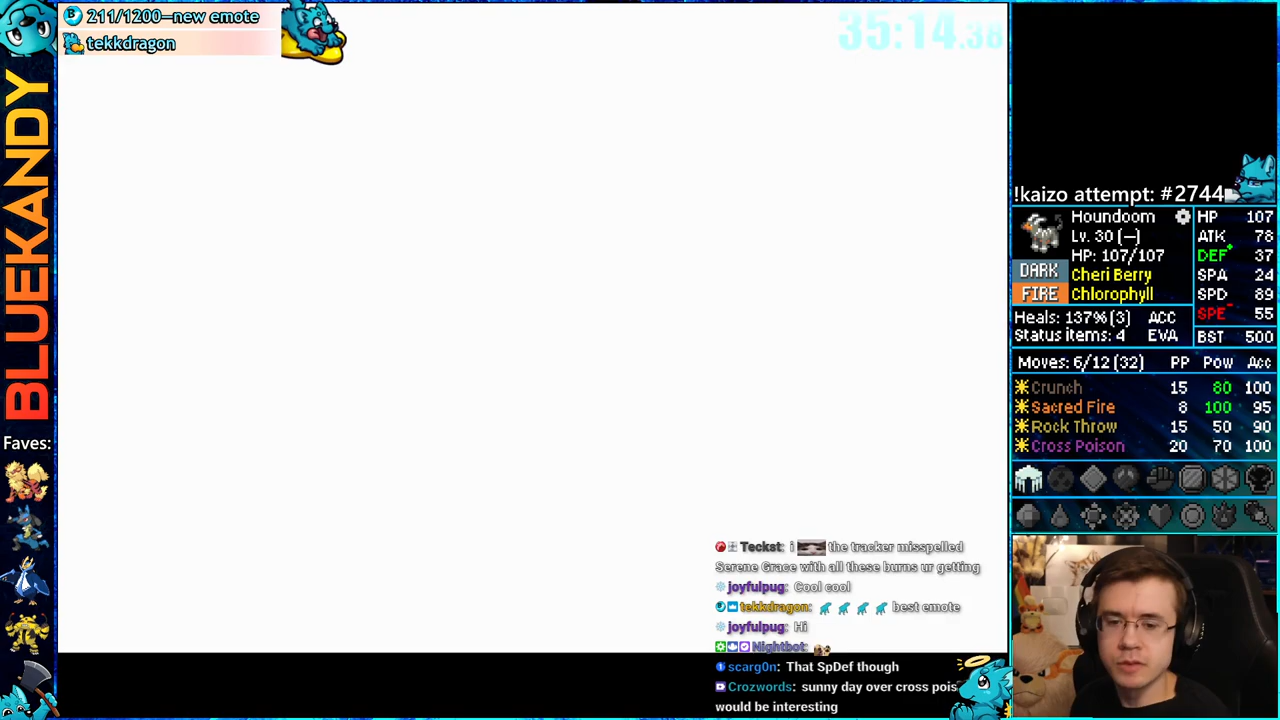 211/1200—new emote
tekkdragon
35:14.38
BLUEKANDY
Faves:
!kaizo attempt: #2744
Houndoom
Lv. 30 (—)
HP: 107/107
DARK
Cheri Berry
FIRE
Chlorophyll
Heals: 137% (3) ACC
Status items: 4 EVA
HP 107
ATK 78
DEF 37
SPA 24
SPD 89
SPE 55
BST 500
Moves: 6/12 (32) PP Pow Acc
Crunch 15 80 100
Sacred Fire 8 100 95
Rock Throw 15 50 90
Cross Poison 20 70 100
Teckst: i the tracker misspelled
Serene Grace with all these burns ur getting
joyfulpug: Cool cool
tekkdragon: best emote
joyfulpug: Hi
Nightbot:
scarg0n: That SpDef though
Crozwords: sunny day over cross pois
would be interesting